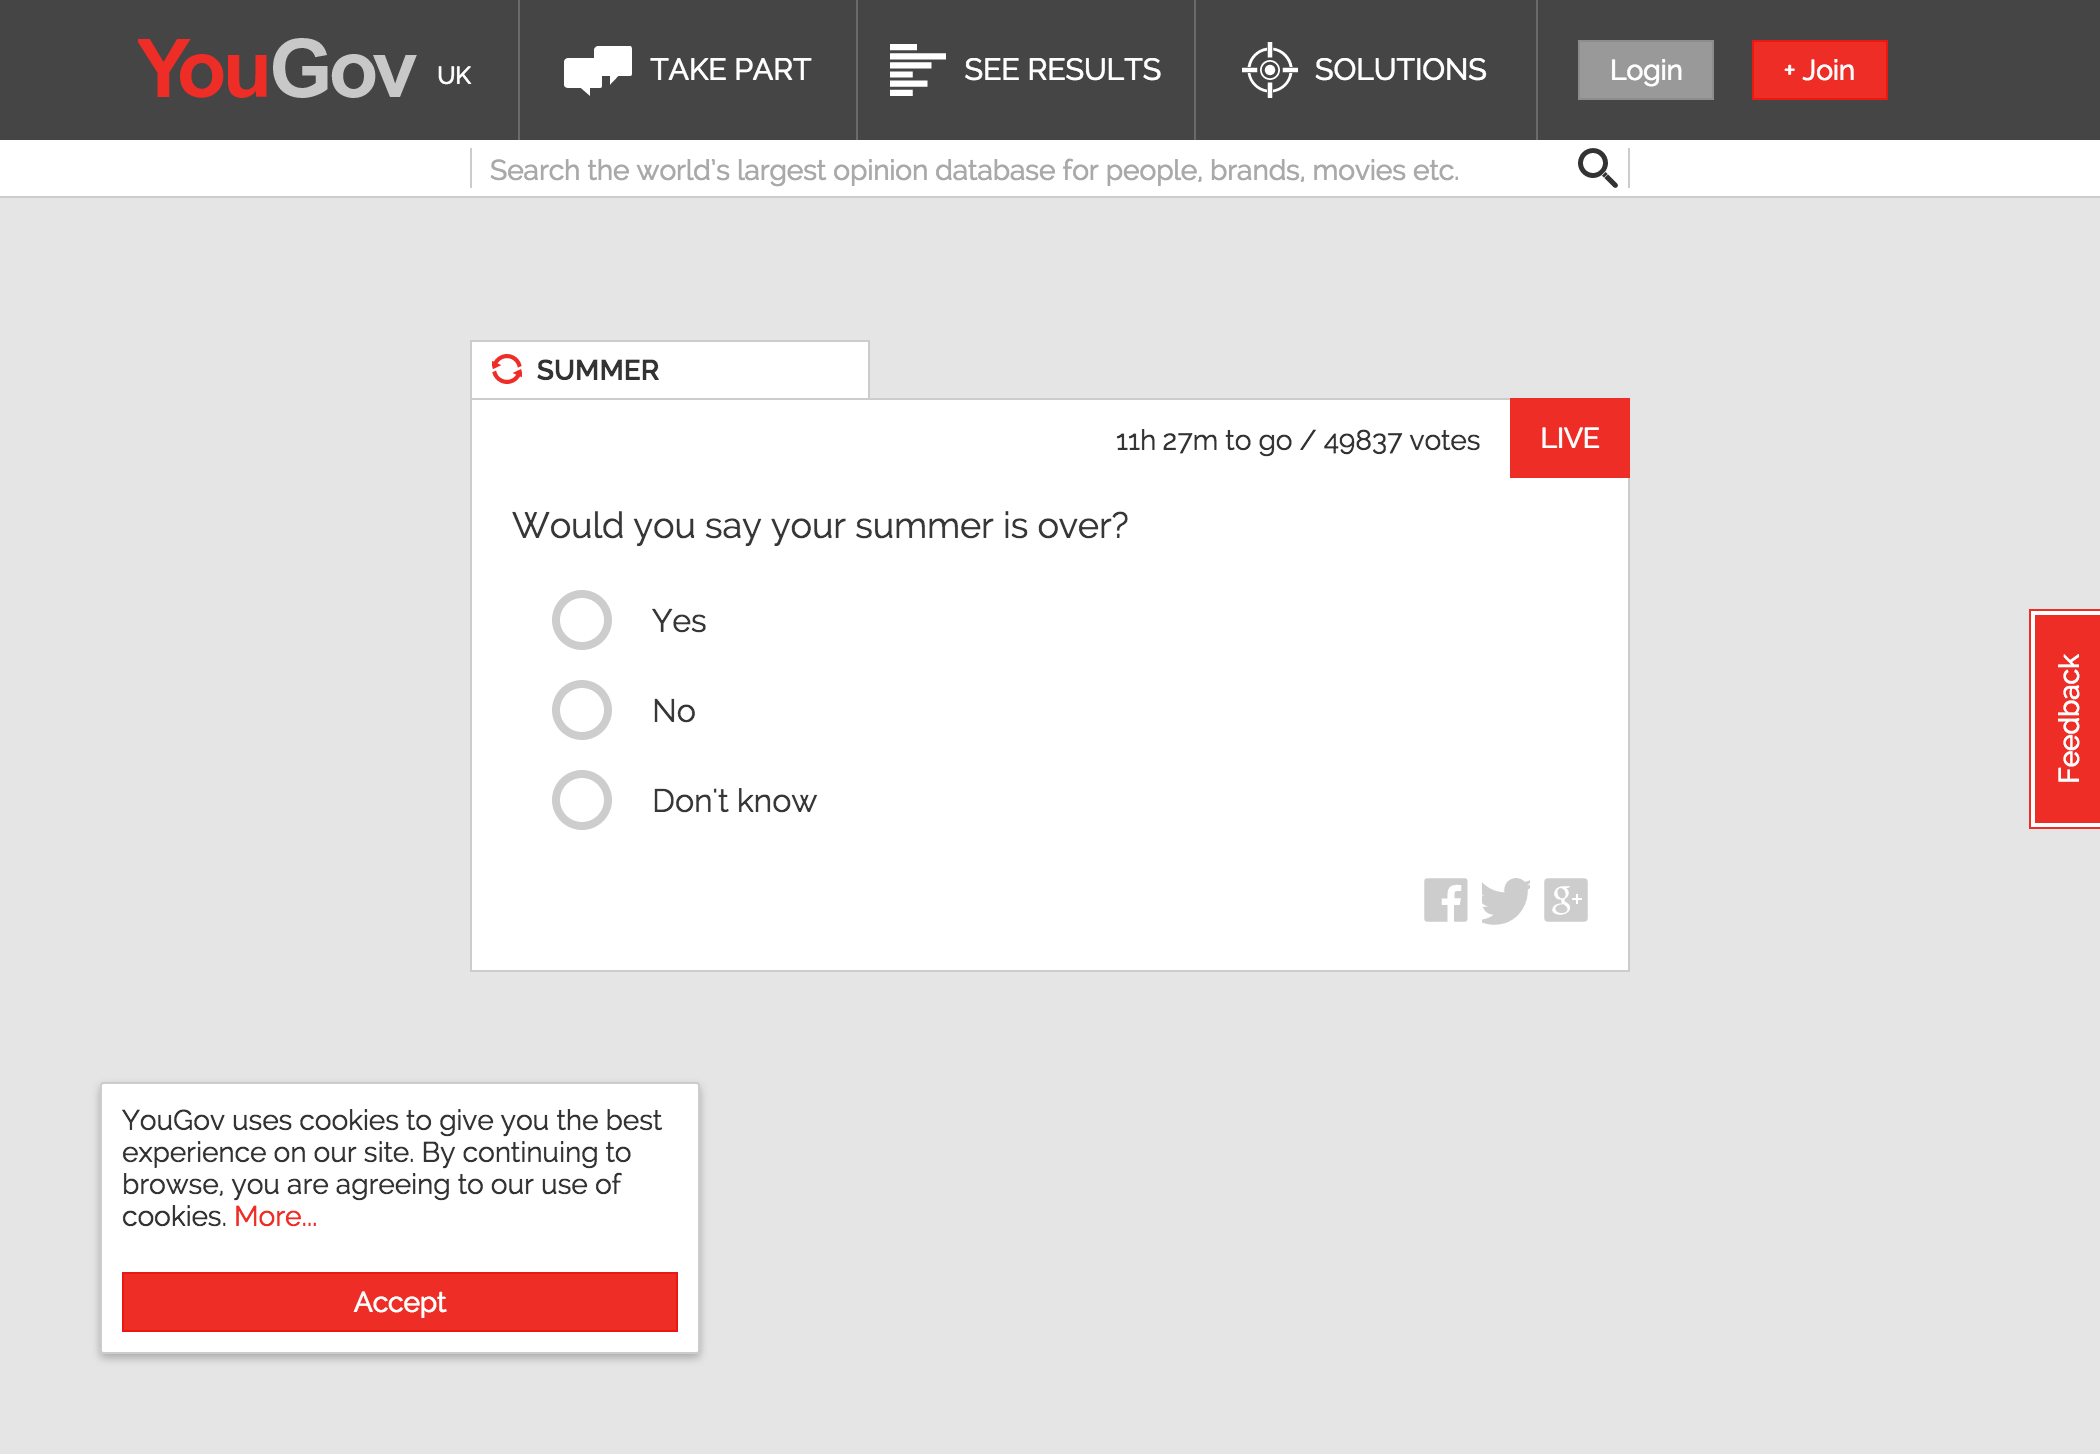 YouGov UK
TAKE PART
SEE RESULTS
SOLUTIONS
Login
+ Join
Search the world's largest opinion database for people, brands, movies etc.
SUMMER
11h 27m to go / 49837 votes
LIVE
Would you say your summer is over?
Yes
No
Don't know
g+
Feedback
YouGov uses cookies to give you the best
experience on our site. By continuing to
browse, you are agreeing to our use of
cookies. More...
Accept